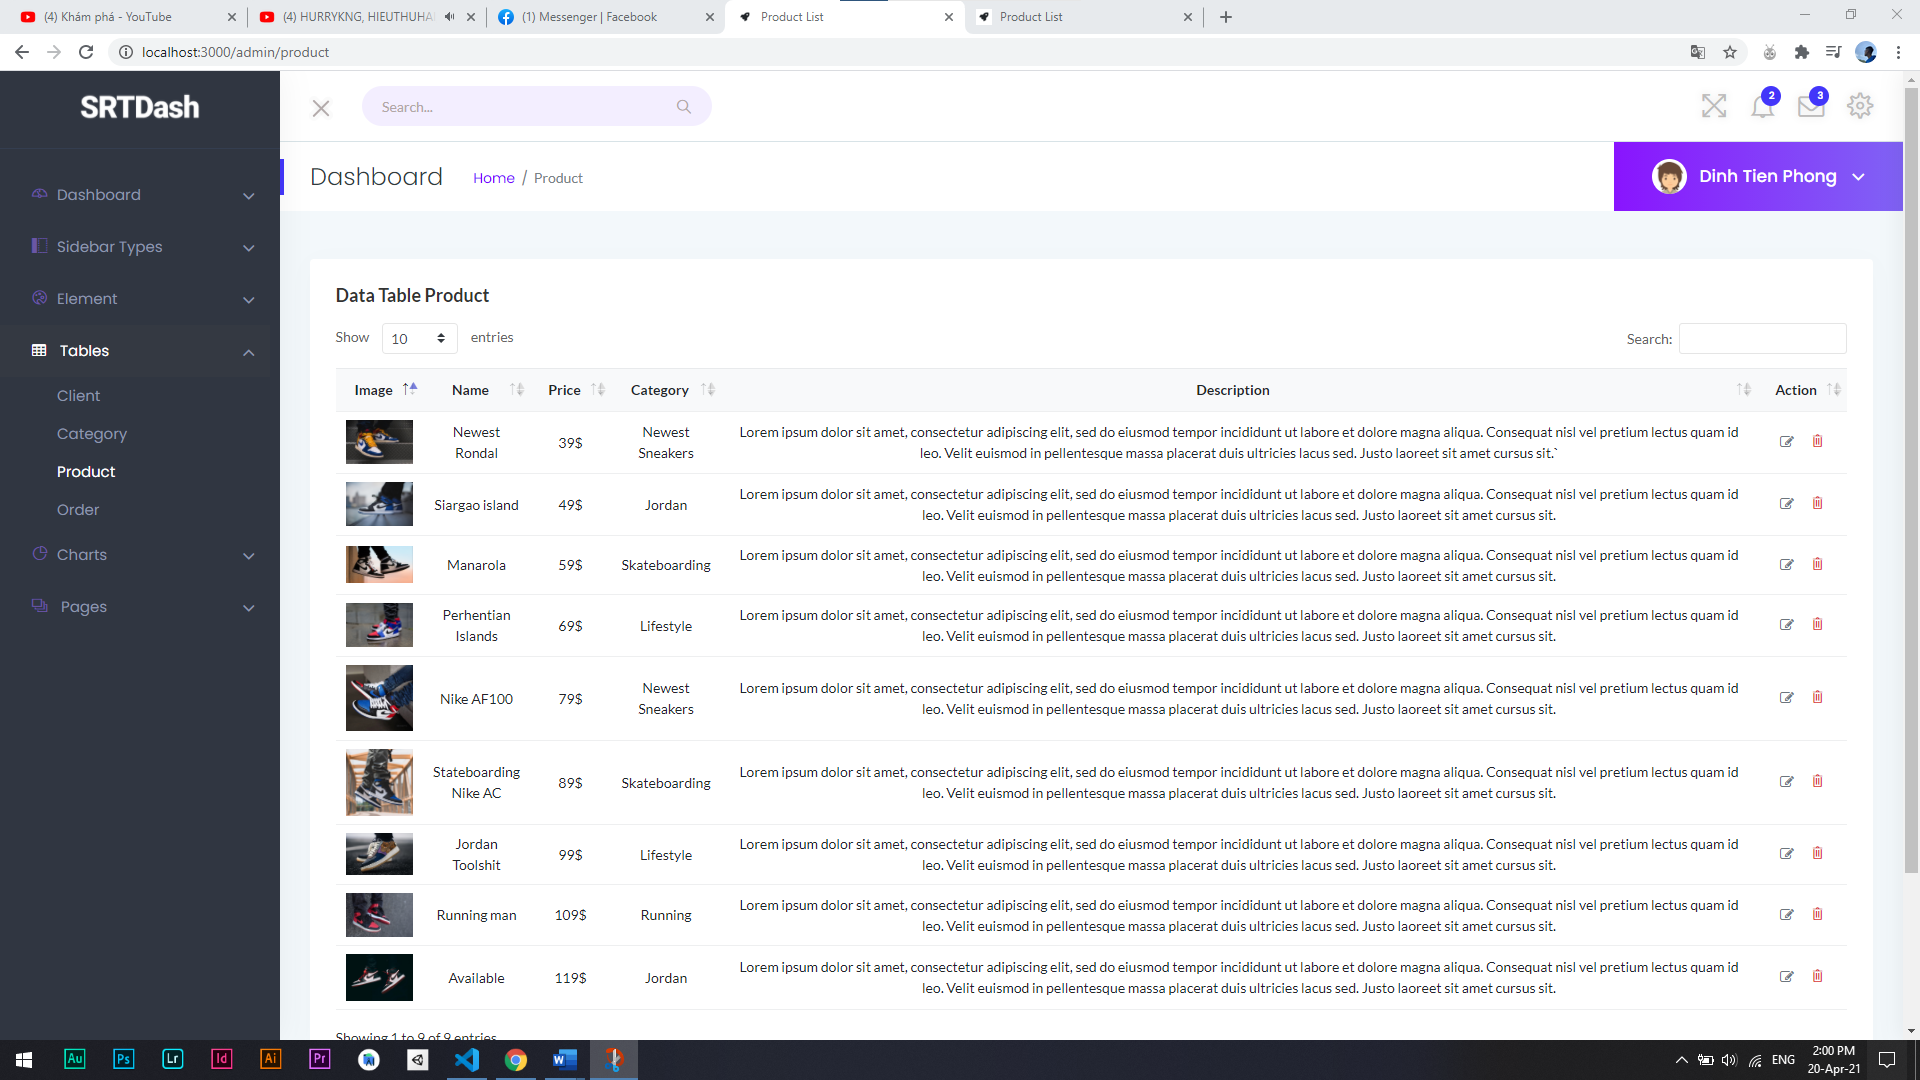 (4) Khám phá - YouTube
(4) HURRYKNG, HIEUTHUHAI
(1) Messenger | Facebook
Product List
Product List
localhost:3000/admin/product
SRTDash
Search...
2
3
Dashboard
Home / Product
Dinh Tien Phong
Dashboard
Sidebar Types
Element
Tables
Client
Category
Product
Order
Charts
Pages
Data Table Product
Show 10 entries
Search:
Image Name Price Category Description Action
Newest Rondal 39$ Newest Sneakers Lorem ipsum dolor sit amet, consectetur adipiscing elit, sed do eiusmod tempor incididunt ut labore et dolore magna aliqua. Consequat nisl vel pretium lectus quam id
leo. Velit euismod in pellentesque massa placerat duis ultricies lacus sed. Justo laoreet sit amet cursus sit.`
Siargao island 49$ Jordan Lorem ipsum dolor sit amet, consectetur adipiscing elit, sed do eiusmod tempor incididunt ut labore et dolore magna aliqua. Consequat nisl vel pretium lectus quam id
leo. Velit euismod in pellentesque massa placerat duis ultricies lacus sed. Justo laoreet sit amet cursus sit.
Manarola 59$ Skateboarding Lorem ipsum dolor sit amet, consectetur adipiscing elit, sed do eiusmod tempor incididunt ut labore et dolore magna aliqua. Consequat nisl vel pretium lectus quam id
leo. Velit euismod in pellentesque massa placerat duis ultricies lacus sed. Justo laoreet sit amet cursus sit.
Perhentian Islands 69$ Lifestyle Lorem ipsum dolor sit amet, consectetur adipiscing elit, sed do eiusmod tempor incididunt ut labore et dolore magna aliqua. Consequat nisl vel pretium lectus quam id
leo. Velit euismod in pellentesque massa placerat duis ultricies lacus sed. Justo laoreet sit amet cursus sit.
Nike AF100 79$ Newest Sneakers Lorem ipsum dolor sit amet, consectetur adipiscing elit, sed do eiusmod tempor incididunt ut labore et dolore magna aliqua. Consequat nisl vel pretium lectus quam id
leo. Velit euismod in pellentesque massa placerat duis ultricies lacus sed. Justo laoreet sit amet cursus sit.
Stateboarding Nike AC 89$ Skateboarding Lorem ipsum dolor sit amet, consectetur adipiscing elit, sed do eiusmod tempor incididunt ut labore et dolore magna aliqua. Consequat nisl vel pretium lectus quam id
leo. Velit euismod in pellentesque massa placerat duis ultricies lacus sed. Justo laoreet sit amet cursus sit.
Jordan Toolshit 99$ Lifestyle Lorem ipsum dolor sit amet, consectetur adipiscing elit, sed do eiusmod tempor incididunt ut labore et dolore magna aliqua. Consequat nisl vel pretium lectus quam id
leo. Velit euismod in pellentesque massa placerat duis ultricies lacus sed. Justo laoreet sit amet cursus sit.
Running man 109$ Running Lorem ipsum dolor sit amet, consectetur adipiscing elit, sed do eiusmod tempor incididunt ut labore et dolore magna aliqua. Consequat nisl vel pretium lectus quam id
leo. Velit euismod in pellentesque massa placerat duis ultricies lacus sed. Justo laoreet sit amet cursus sit.
Available 119$ Jordan Lorem ipsum dolor sit amet, consectetur adipiscing elit, sed do eiusmod tempor incididunt ut labore et dolore magna aliqua. Consequat nisl vel pretium lectus quam id
leo. Velit euismod in pellentesque massa placerat duis ultricies lacus sed. Justo laoreet sit amet cursus sit.
Showing 1 to 9 of 9 entries
Au Ps Lr Id Ai Pr
ENG
2:00 PM
20-Apr-21